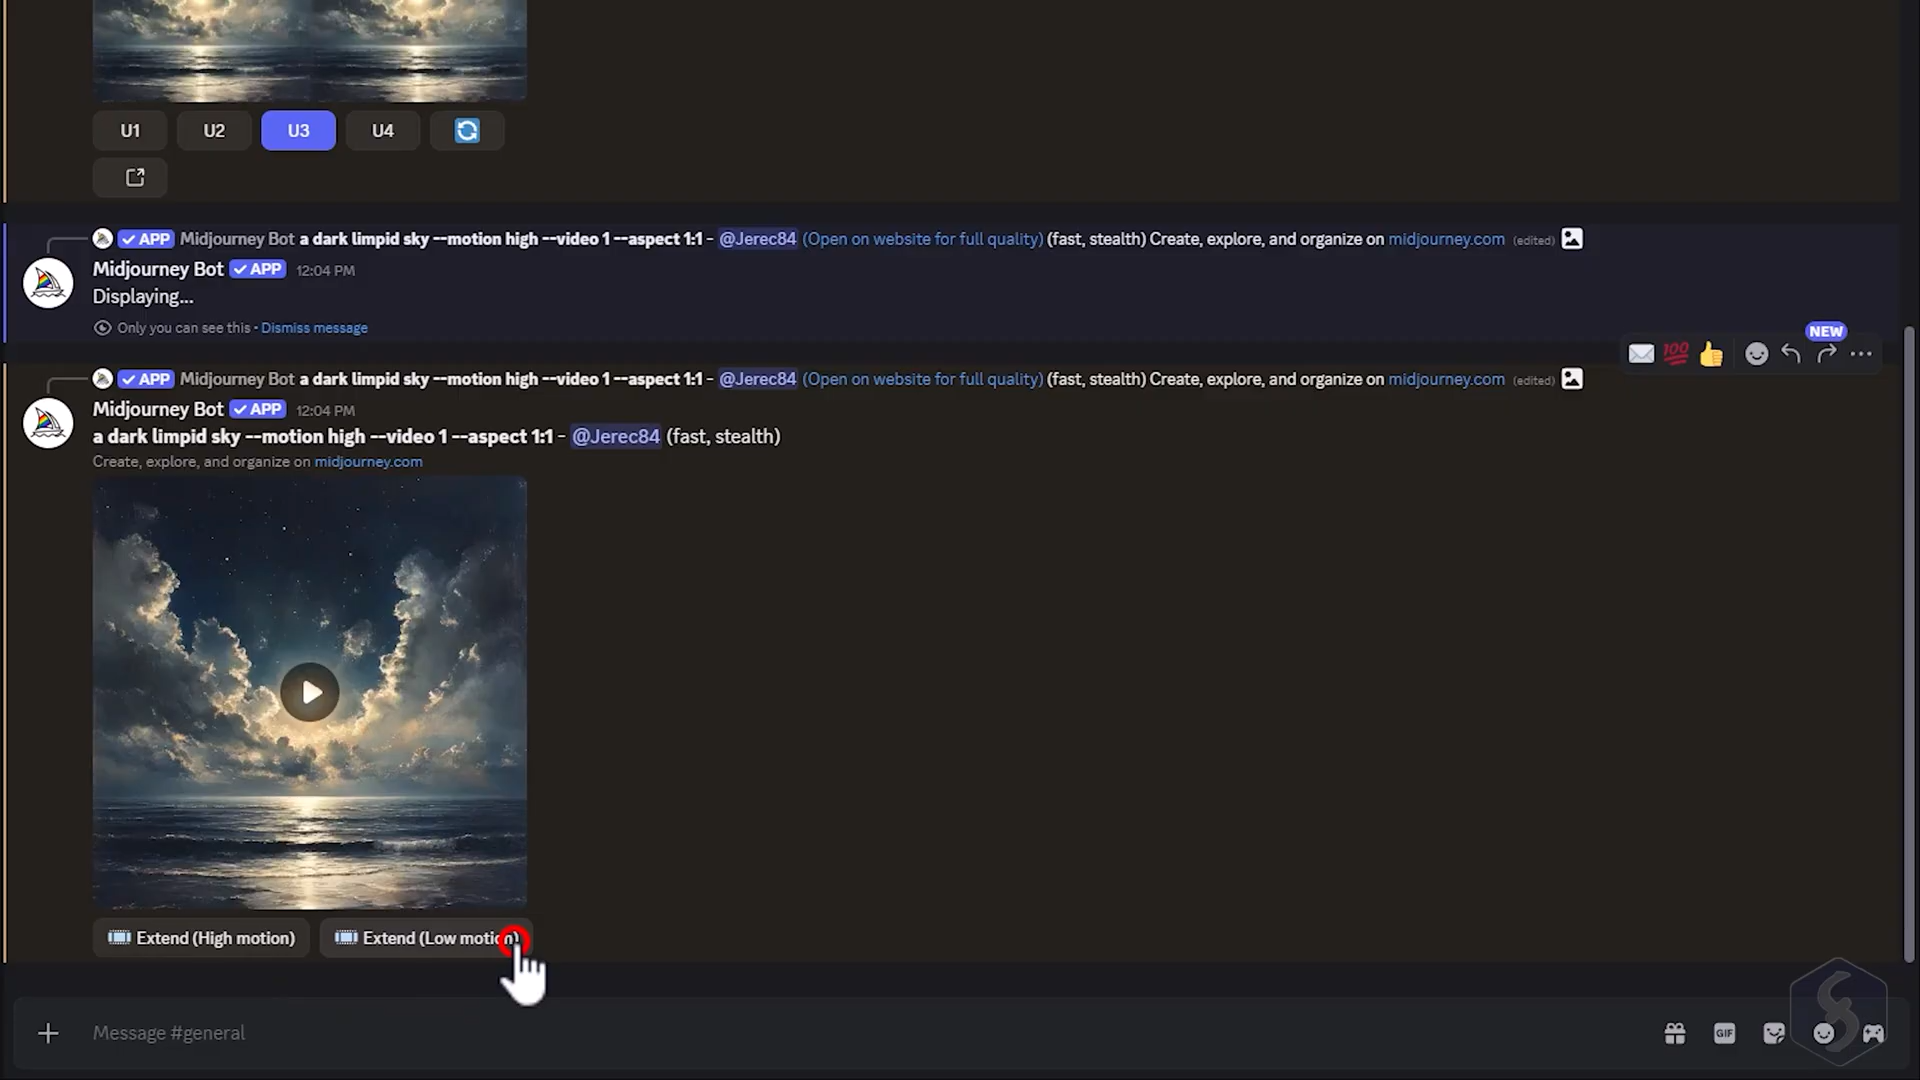 U1 U2 U3 U4
APP Midjourney Bot a dark limpid sky --motion high --video 1 --aspect 1:1 - @Jerec84 (Open on website for full quality) (fast, stealth) Create, explore, and organize on midjourney.com (edited)
Midjourney Bot APP 12:04 PM
Displaying...
Only you can see this • Dismiss message
NEW
APP Midjourney Bot a dark limpid sky --motion high --video 1 --aspect 1:1 - @Jerec84 (Open on website for full quality) (fast, stealth) Create, explore, and organize on midjourney.com (edited)
Midjourney Bot APP 12:04 PM
a dark limpid sky --motion high --video 1 --aspect 1:1 - @Jerec84 (fast, stealth)
Create, explore, and organize on midjourney.com
Extend (High motion) Extend (Low motion)
Message #general GIF